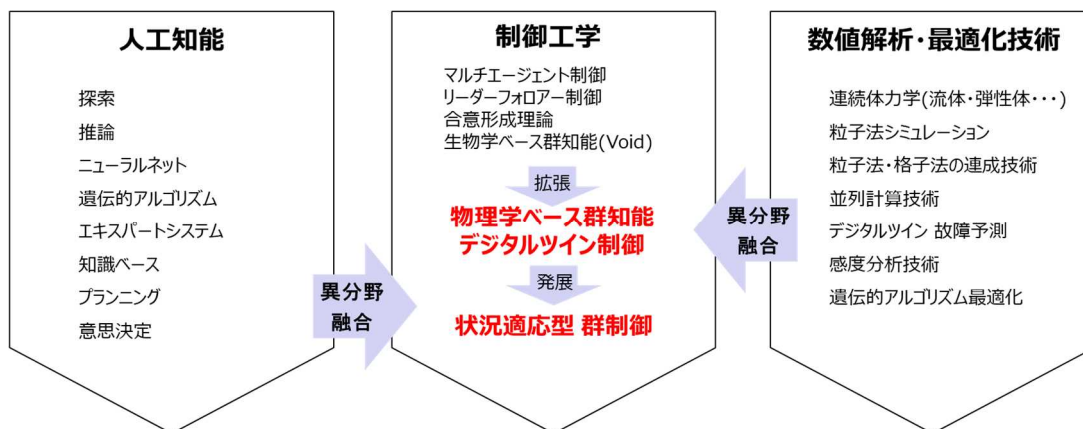 人工知能
探索
推論
ニューラルネット
遺伝的アルゴリズム
エキスパートシステム
知識ベース
プランニング
意思決定
異分野
融合
制御工学
マルチエージェント制御
リーダーフォロアー制御
合意形成理論
生物学ベース群知能(Void)
拡張
物理学ベース群知能
デジタルツイン制御
発展
状況適応型 群制御
異分野
融合
数値解析・最適化技術
連続体力学(流体・弾性体・・・)
粒子法シミュレーション
粒子法・格子法の連成技術
並列計算技術
デジタルツイン 故障予測
感度分析技術
遺伝的アルゴリズム最適化